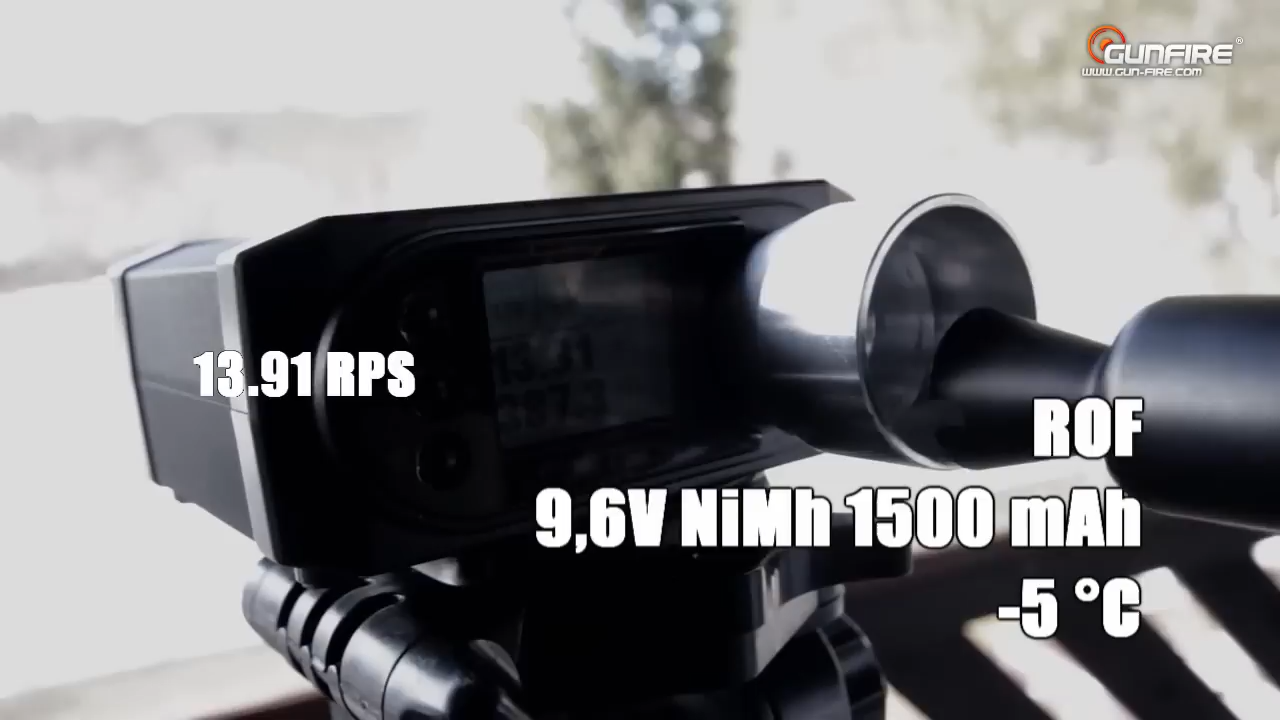 GUNFIRE®
WWW.GUN-FIRE.COM
13.91 RPS
ROF
9,6V NiMh 1500 mAh
-5 °C